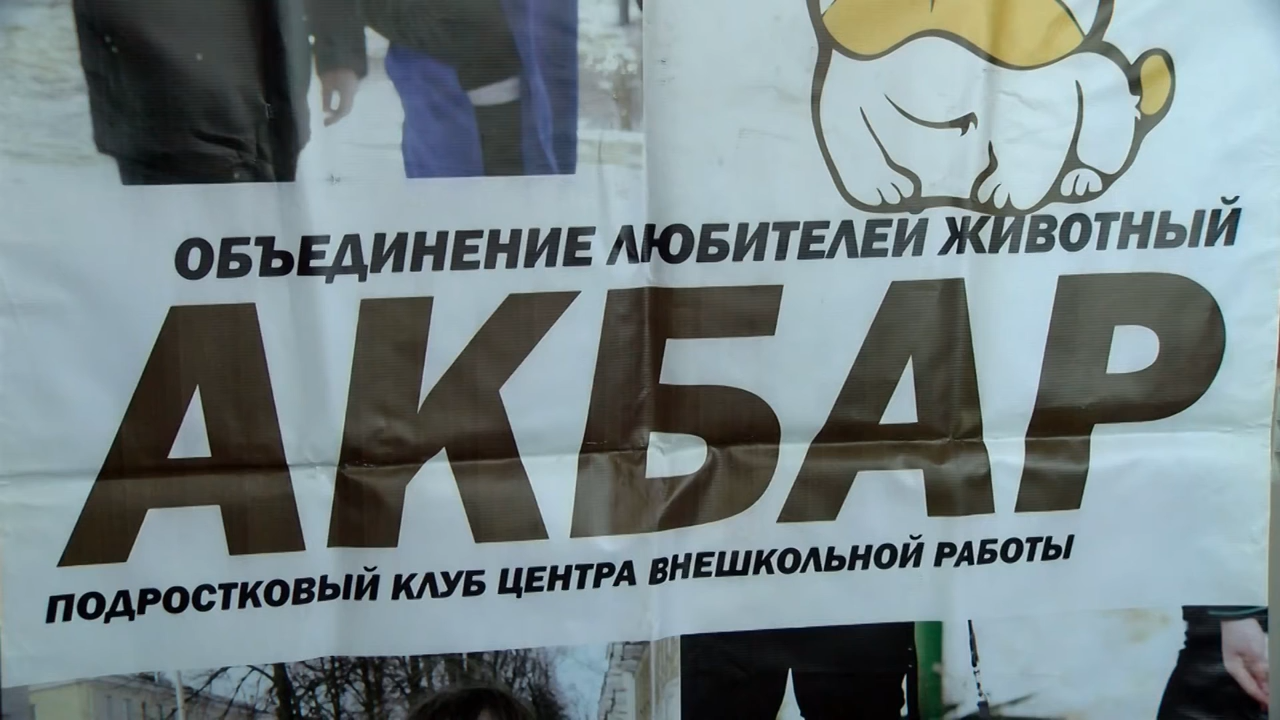 ОБЪЕДИНЕНИЕ ЛЮБИТЕЛЕЙ ЖИВОТНЫЙ
АКБАР
ПОДРОСТКОВЫЙ КЛУБ ЦЕНТРА ВНЕШКОЛЬНОЙ РАБОТЫ